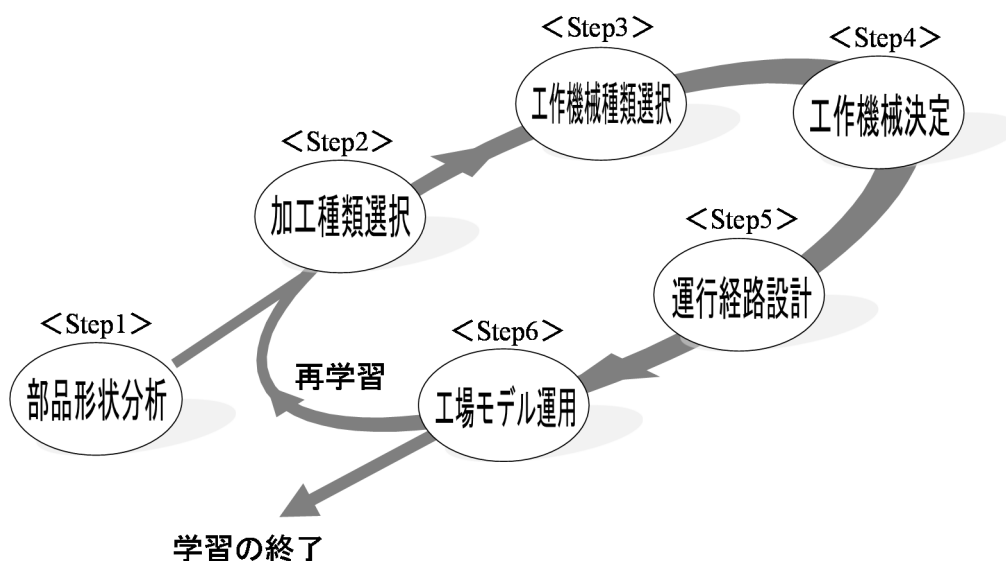 ＜Step1＞
部品形状分析
＜Step2＞
加工種類選択
＜Step3＞
工作機械種類選択
＜Step4＞
工作機械決定
＜Step5＞
運行経路設計
＜Step6＞
工場モデル運用
再学習
学習の終了